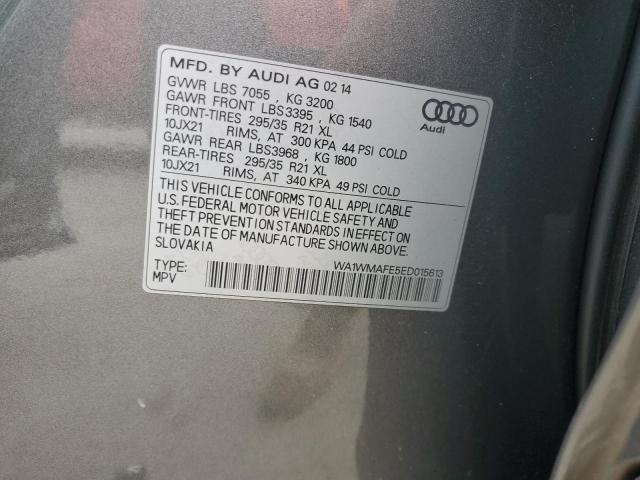 MFD. BY AUDI AG 02 14
GVWR LBS 7055 , KG 3200
GAWR FRONT LBS3395 , KG 1540
FRONT-TIRES 295/35 R21 XL
10JX21 RIMS, AT 300 KPA 44 PSI COLD
GAWR REAR LBS3968 , KG 1800
REAR-TIRES 295/35 R21 XL
10JX21 RIMS, AT 340 KPA 49 PSI COLD
THIS VEHICLE CONFORMS TO ALL APPLICABLE
U.S. FEDERAL MOTOR VEHICLE SAFETY AND
THEFT PREVENTION STANDARDS IN EFFECT ON
THE DATE OF MANUFACTURE SHOWN ABOVE.
SLOVAKIA
WA1WMAFE5ED015613
TYPE:
MPV
Audi